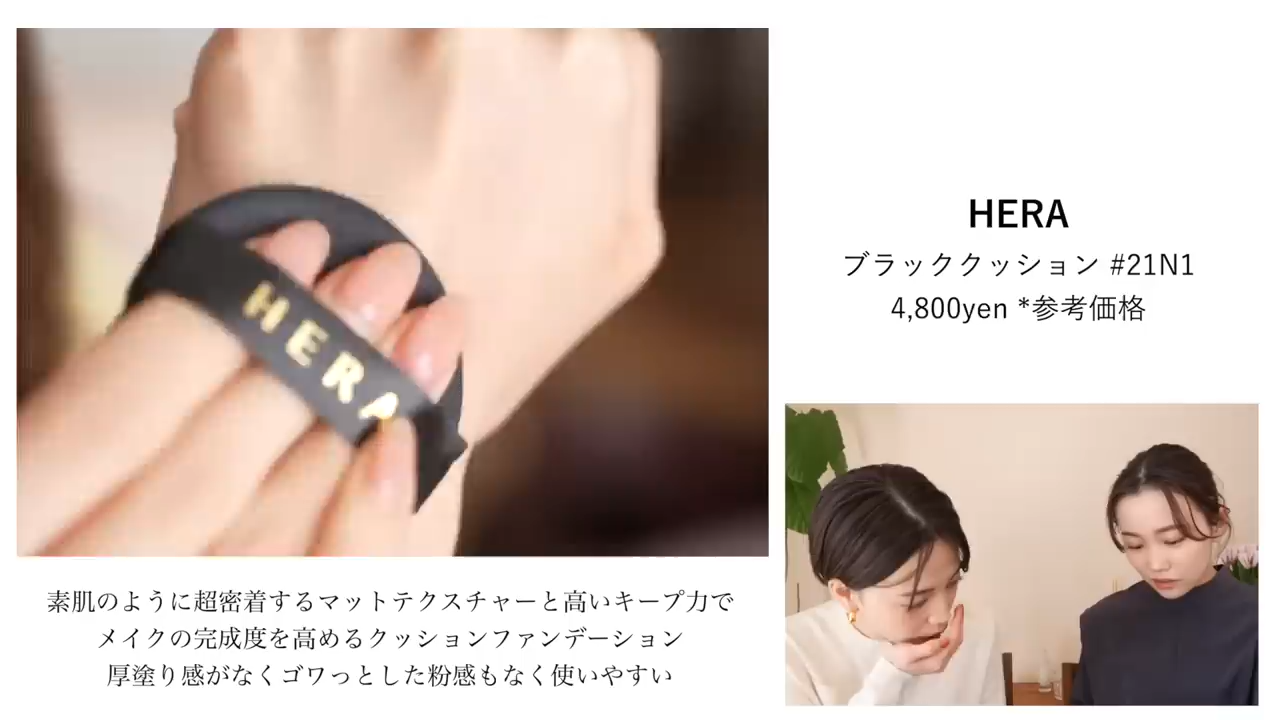 HERA
HERA
ブラッククッション #21N1
4,800yen *参考価格
素肌のように超密着するマットテクスチャーと高いキープ力で
メイクの完成度を高めるクッションファンデーション
厚塗り感がなくゴワっとした粉感もなく使いやすい